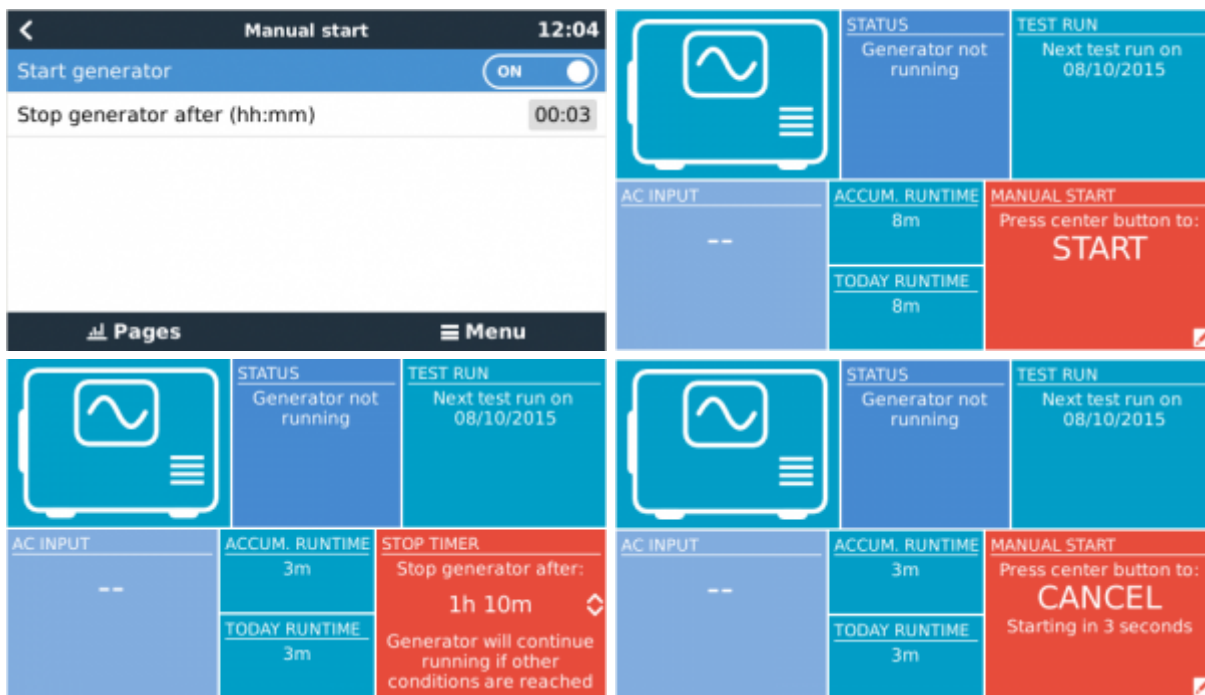 Manual start 12:04
Start generator ON
Stop generator after (hh:mm) 00:03
Pages Menu
STATUS
Generator not
running
TEST RUN
Next test run on
08/10/2015
AC INPUT
--
ACCUM. RUNTIME
8m
TODAY RUNTIME
8m
MANUAL START
Press center button to:
START
STATUS
Generator not
running
TEST RUN
Next test run on
08/10/2015
AC INPUT
--
ACCUM. RUNTIME
3m
TODAY RUNTIME
3m
STOP TIMER
Stop generator after:
1h 10m
Generator will continue
running if other
conditions are reached
STATUS
Generator not
running
TEST RUN
Next test run on
08/10/2015
AC INPUT
--
ACCUM. RUNTIME
3m
TODAY RUNTIME
3m
MANUAL START
Press center button to:
CANCEL
Starting in 3 seconds